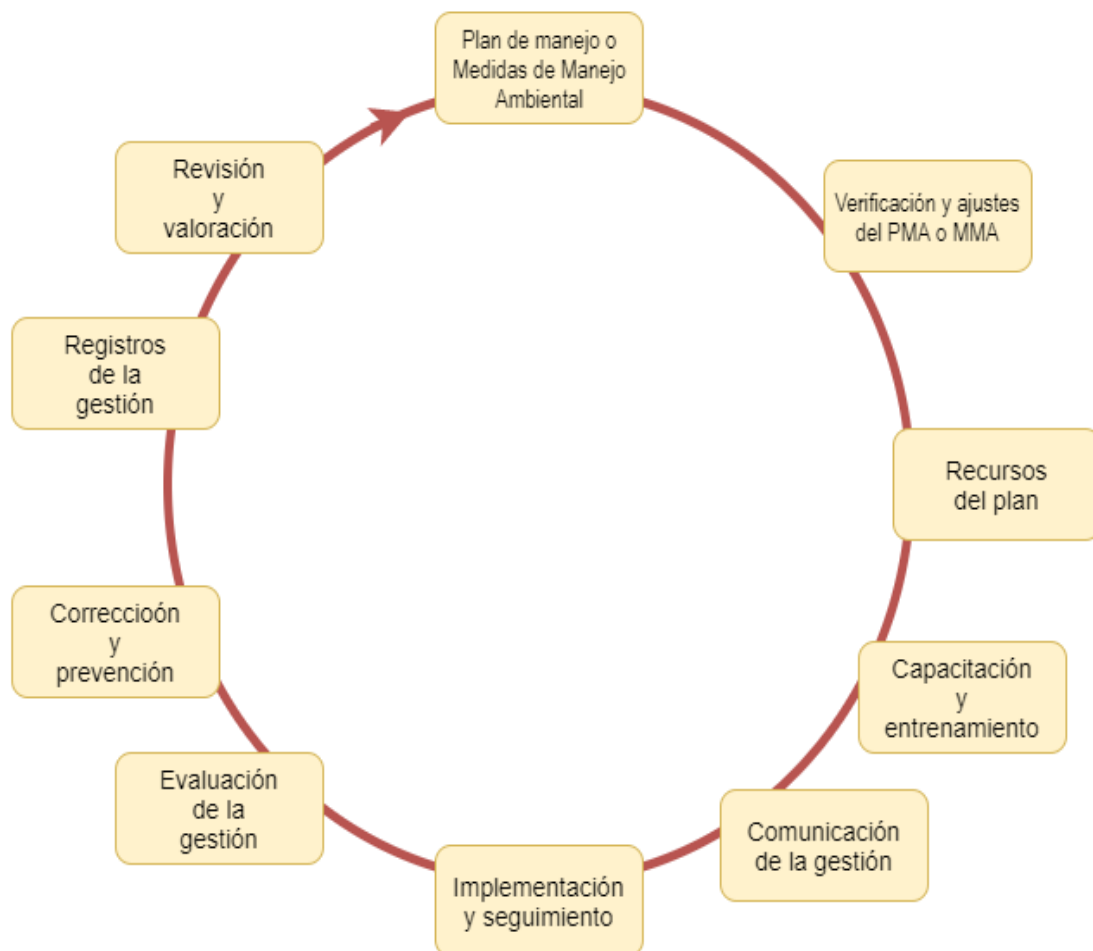 Plan de manejo o
Medidas de Manejo
Ambiental
Verificación y ajustes
del PMA o MMA
Recursos
del plan
Capacitación
y
entrenamiento
Comunicación
de la gestión
Implementación
y seguimiento
Evaluación
de la
gestión
Correccioón
y
prevención
Registros
de la
gestión
Revisión
y
valoración